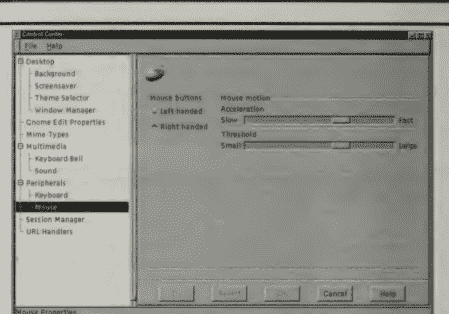 Control Center
File Help
Desktop
Background
Screensaver
Theme Selector
Window Manager
Gnome Edit Properties
Mime Types
Multimedia
Keyboard Bell
Sound
Peripherals
Keyboard
Mouse
Session Manager
URL Handlers
Mouse buttons
Left handed
Right handed
Mouse motion
Acceleration
Slow Fast
Threshold
Small Large
Revert OK Cancel Help
Mouse Properties